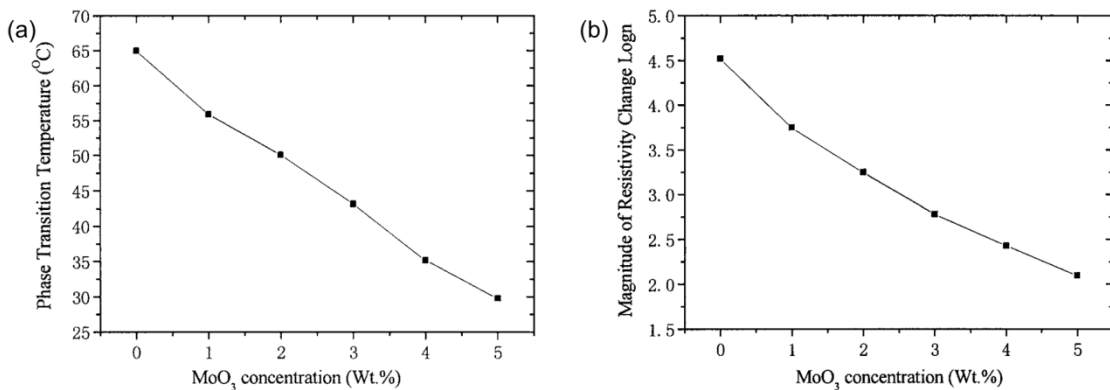 (a)
Phase Transition Temperature (°C)
70
65
60
55
50
45
40
35
30
25
0 1 2 3 4 5
MoO3 concentration (Wt.%)
(b)
Magnitude of Resistivity Change Logn
5.0
4.5
4.0
3.5
3.0
2.5
2.0
1.5
0 1 2 3 4 5
MoO3 concentration (Wt.%)